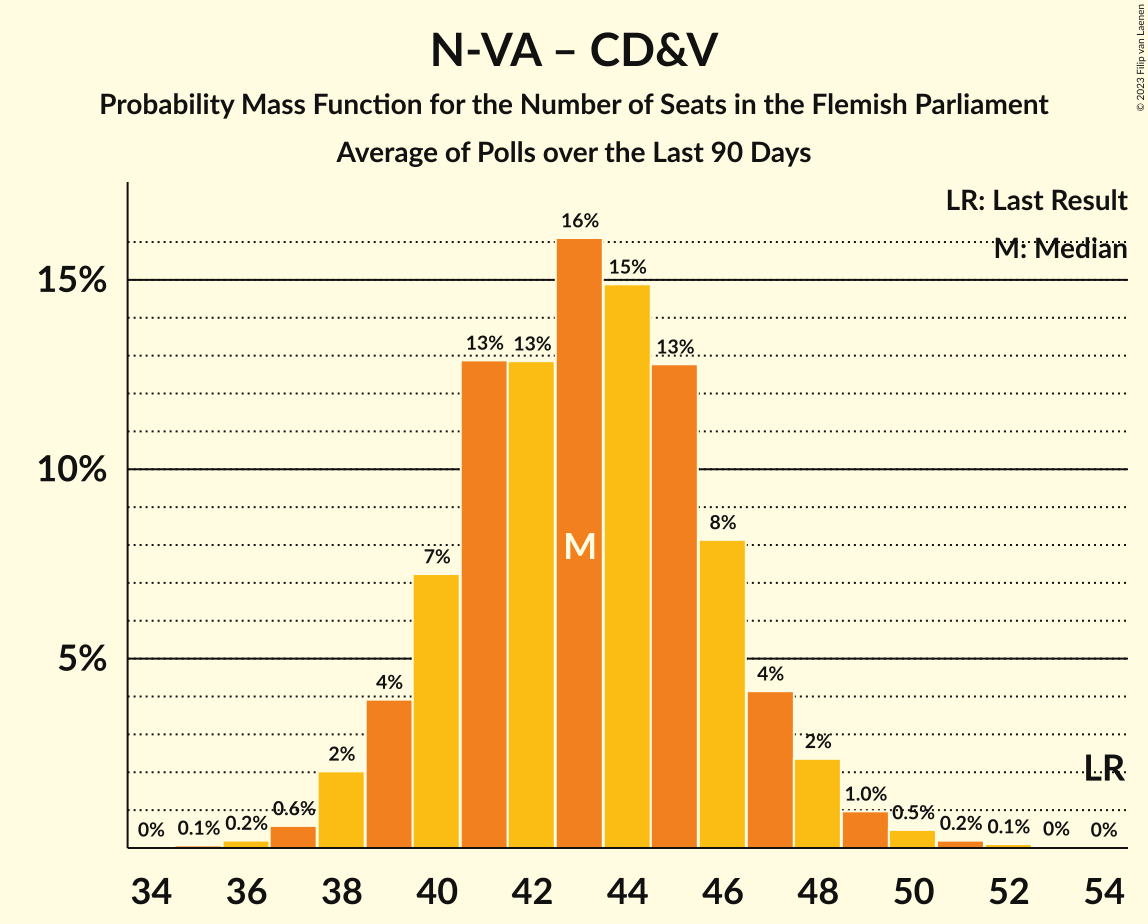 N-VA – CD&V
Probability Mass Function for the Number of Seats in the Flemish Parliament
Average of Polls over the Last 90 Days
© 2023 Filip van Laenen
LR: Last Result
M: Median
15%
10%
5%
0%
0.1%
0.2%
0.6%
2%
4%
7%
13%
13%
16%
15%
13%
8%
4%
2%
1.0%
0.5%
0.2%
0.1%
0%
0%
M
LR
34 36 38 40 42 44 46 48 50 52 54